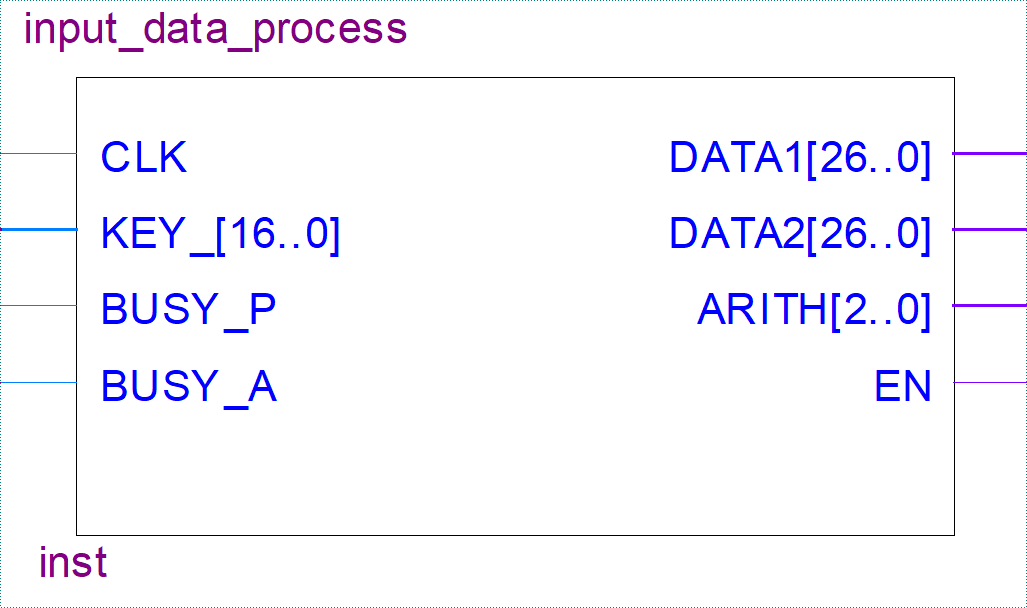 input_data_process
CLK
DATA1[26..0]
KEY_[16..0]
DATA2[26..0]
BUSY_P
ARITH[2..0]
BUSY_A
EN
inst